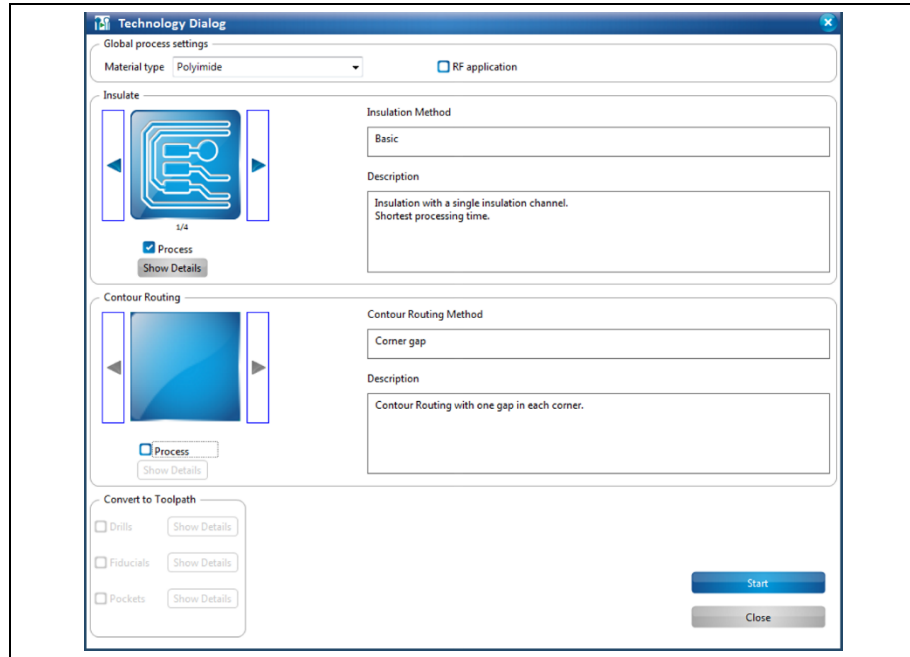 Technology Dialog
Global process settings
Material type Polyimide RF application
Insulate
Insulation Method
Basic
Description
Insulation with a single insulation channel.
Shortest processing time.
1/4
Process
Show Details
Contour Routing
Contour Routing Method
Corner gap
Description
Contour Routing with one gap in each corner.
Process
Show Details
Convert to Toolpath
Drills Show Details
Fiducials Show Details
Pockets Show Details
Start
Close